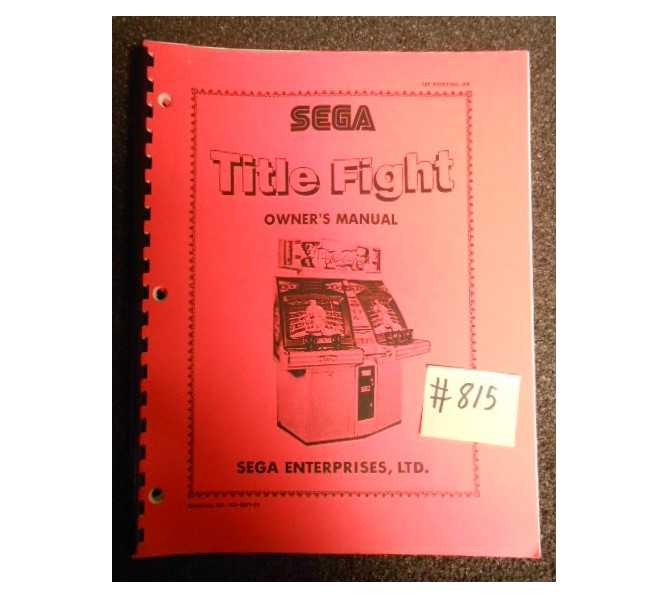 SEGA
Title Fight
OWNER'S MANUAL
#815
SEGA ENTERPRISES, LTD.